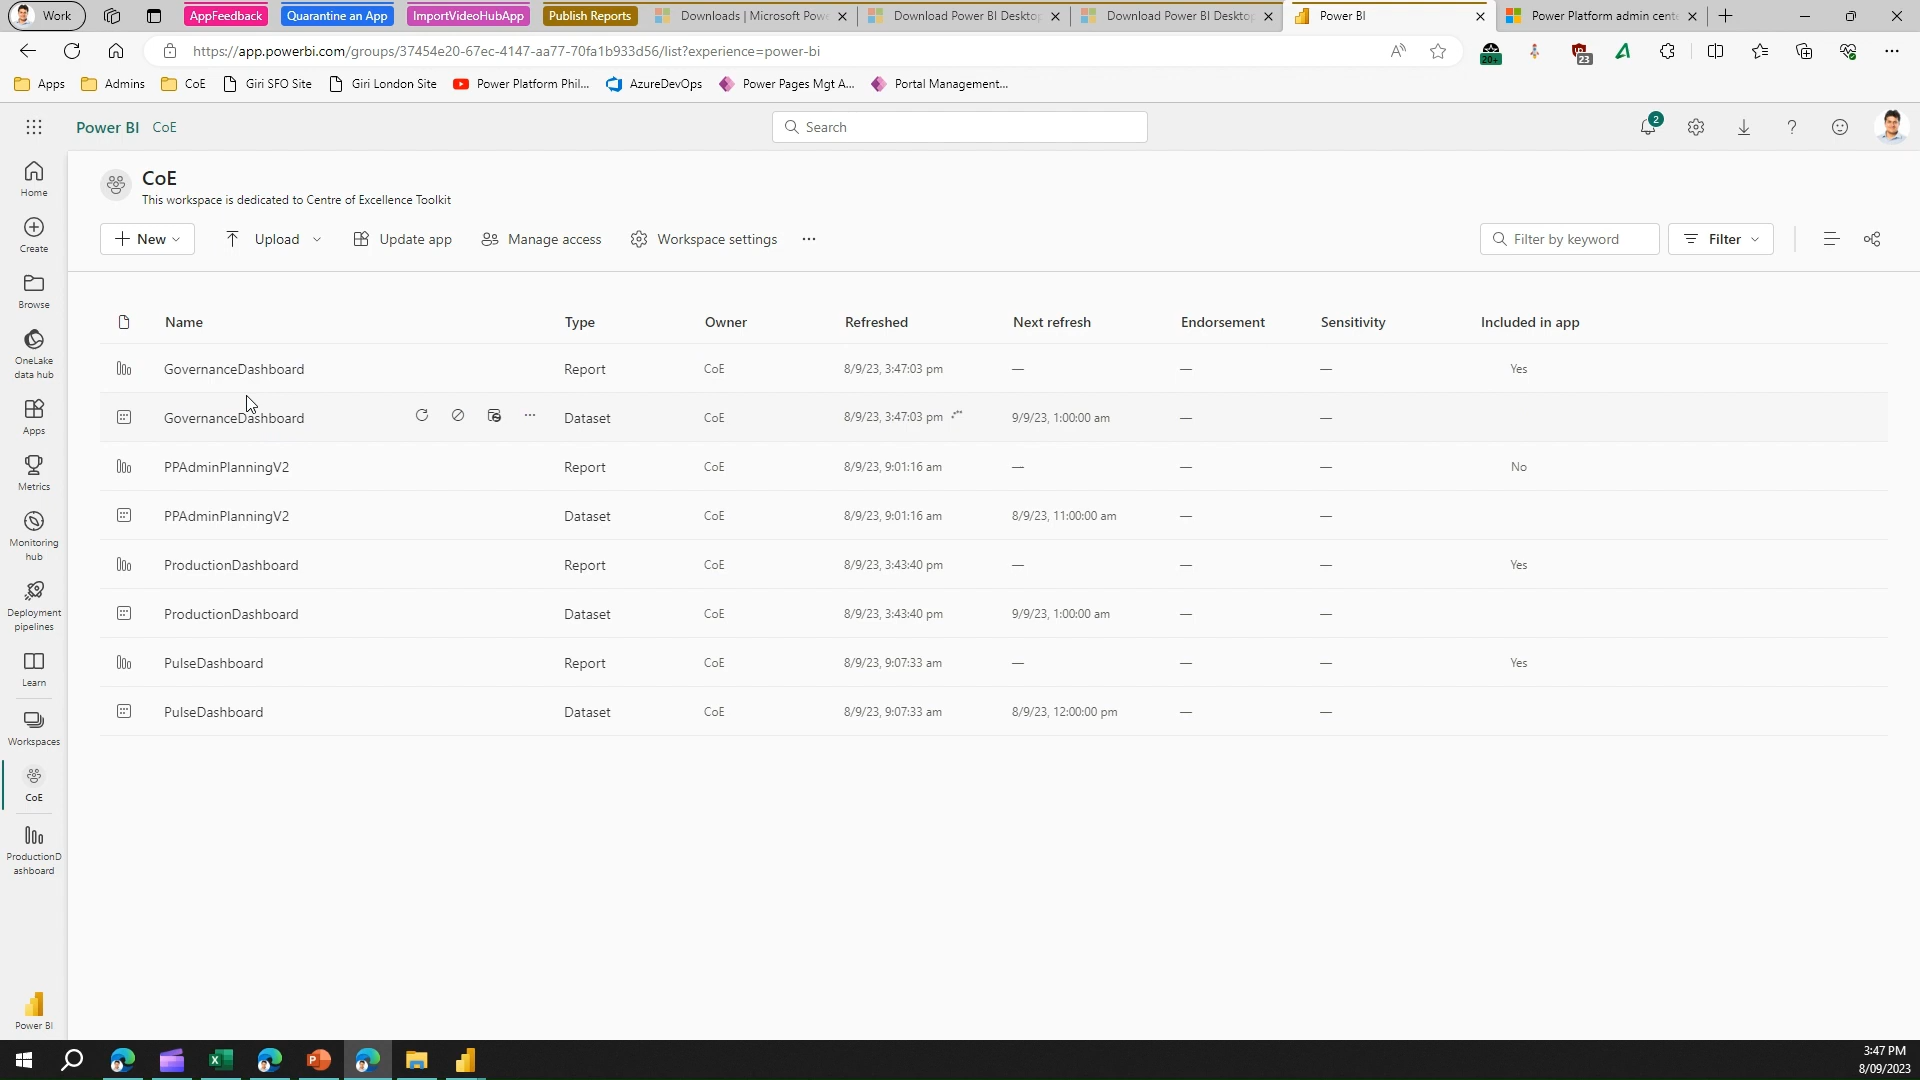 Work
AppFeedback
Quarantine an App
ImportVideoHubApp
Publish Reports
Downloads | Microsoft Powe
Download Power BI Desktop
Download Power BI Desktop
Power BI
Power Platform admin cente
https://app.powerbi.com/groups/37454e20-67ec-4147-aa77-70fa1b933d56/list?experience=power-bi
20+
23
Apps
Admins
CoE
Giri SFO Site
Giri London Site
Power Platform Phil...
AzureDevOps
Power Pages Mgt A...
Portal Management...
Power BI CoE
Search
2
Home
Create
Browse
OneLake
data hub
Apps
Metrics
Monitoring
hub
Deployment
pipelines
Learn
Workspaces
CoE
ProductionD
ashboard
Power BI
CoE
This workspace is dedicated to Centre of Excellence Toolkit
New
Upload
Update app
Manage access
Workspace settings
Filter by keyword
Filter
Name Type Owner Refreshed Next refresh Endorsement Sensitivity Included in app
GovernanceDashboard Report CoE 8/9/23, 3:47:03 pm — — — Yes
GovernanceDashboard Dataset CoE 8/9/23, 3:47:03 pm 9/9/23, 1:00:00 am — —
PPAdminPlanningV2 Report CoE 8/9/23, 9:01:16 am — — — No
PPAdminPlanningV2 Dataset CoE 8/9/23, 9:01:16 am 8/9/23, 11:00:00 am — —
ProductionDashboard Report CoE 8/9/23, 3:43:40 pm — — — Yes
ProductionDashboard Dataset CoE 8/9/23, 3:43:40 pm 9/9/23, 1:00:00 am — —
PulseDashboard Report CoE 8/9/23, 9:07:33 am — — — Yes
PulseDashboard Dataset CoE 8/9/23, 9:07:33 am 8/9/23, 12:00:00 pm — —
3:47 PM
8/09/2023